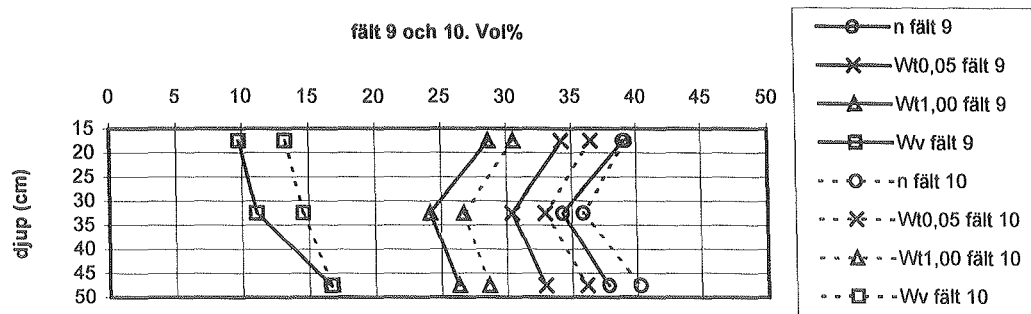 fält 9 och 10. Vol%
0 5 10 15 20 25 30 35 40 45 50
djup (cm)
15
20
25
30
35
40
45
50
n fält 9
Wt0,05 fält 9
Wt1,00 fält 9
Wv fält 9
n fält 10
Wt0,05 fält 10
Wt1,00 fält 10
Wv fält 10